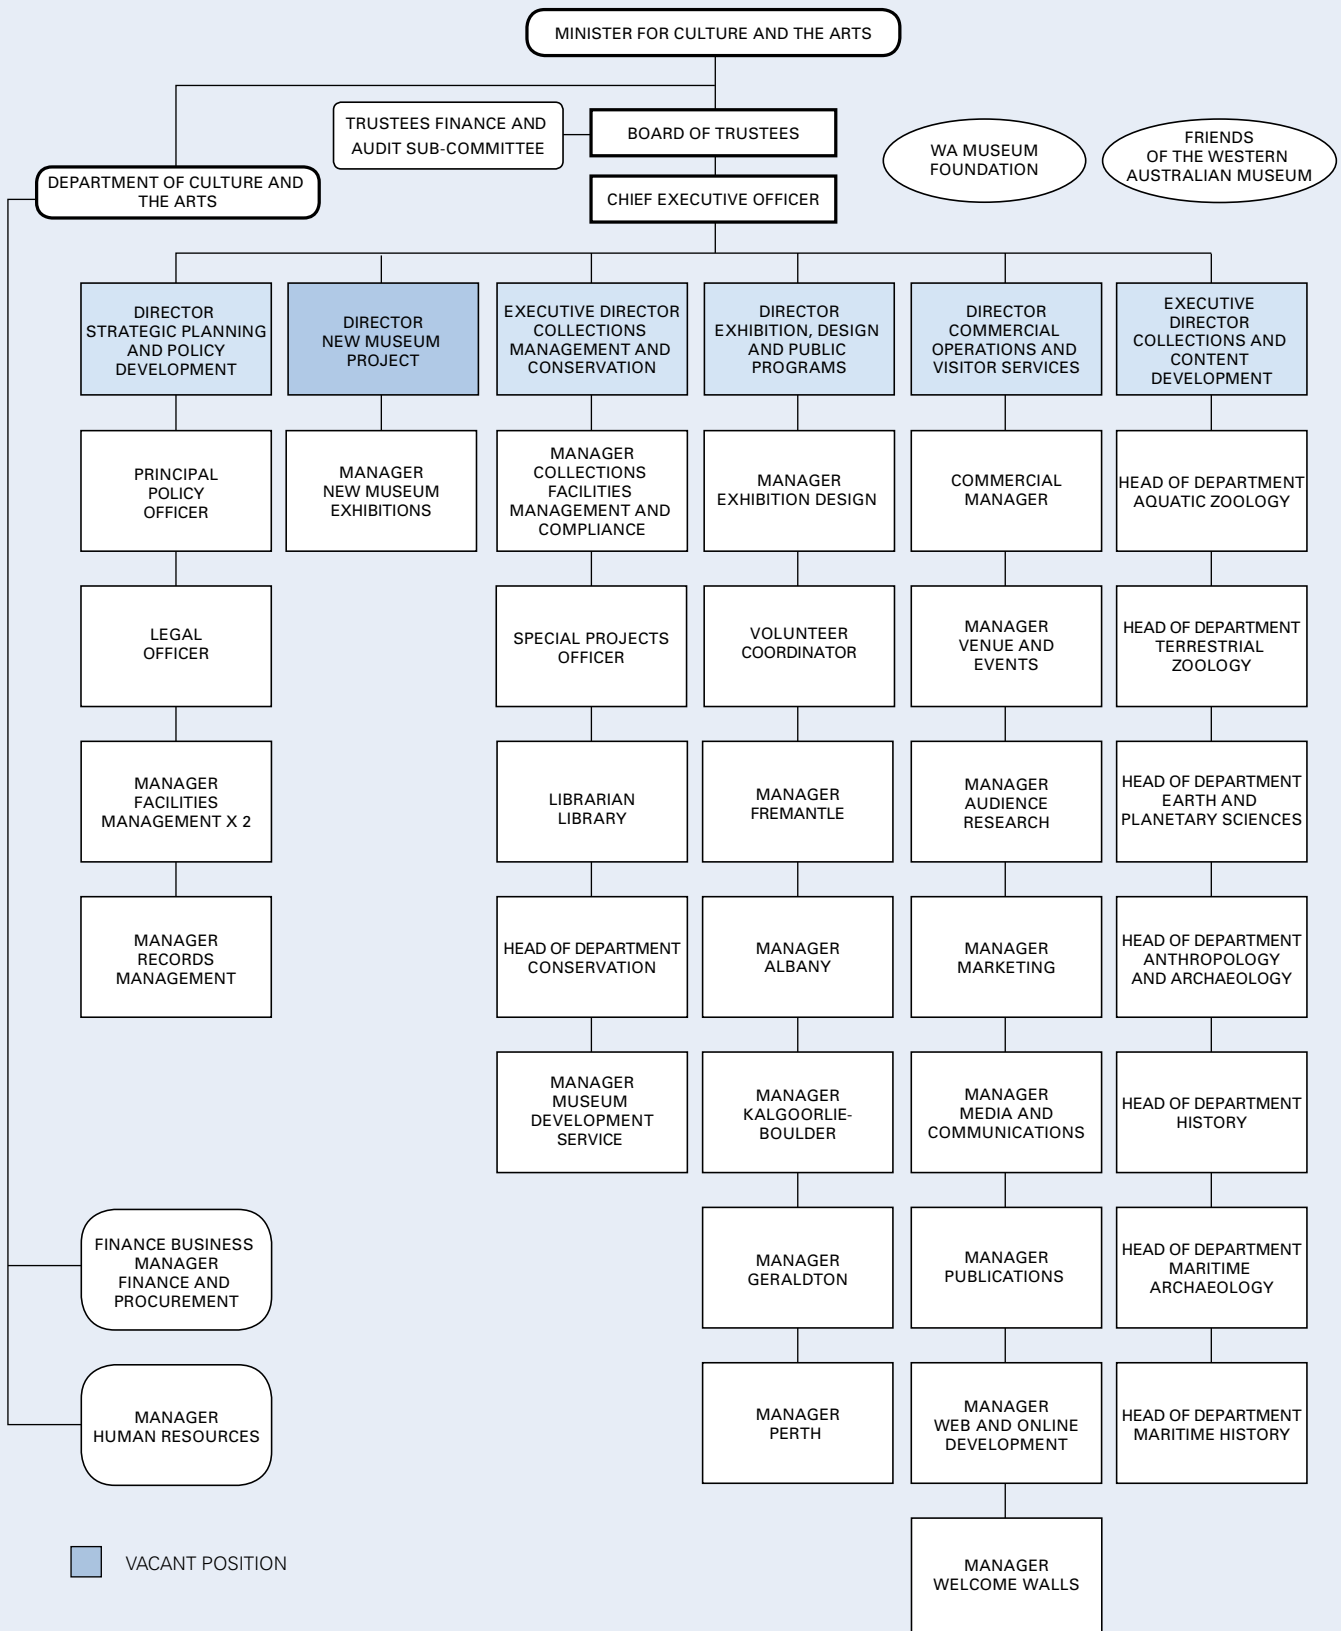 MINISTER FOR CULTURE AND THE ARTS
TRUSTEES FINANCE AND
AUDIT SUB-COMMITTEE
BOARD OF TRUSTEES
WA MUSEUM
FOUNDATION
FRIENDS
OF THE WESTERN
AUSTRALIAN MUSEUM
DEPARTMENT OF CULTURE AND
THE ARTS
CHIEF EXECUTIVE OFFICER
DIRECTOR
STRATEGIC PLANNING
AND POLICY
DEVELOPMENT
DIRECTOR
NEW MUSEUM
PROJECT
EXECUTIVE DIRECTOR
COLLECTIONS
MANAGEMENT AND
CONSERVATION
DIRECTOR
EXHIBITION, DESIGN
AND PUBLIC
PROGRAMS
DIRECTOR
COMMERCIAL
OPERATIONS AND
VISITOR SERVICES
EXECUTIVE
DIRECTOR
COLLECTIONS AND
CONTENT
DEVELOPMENT
PRINCIPAL
POLICY
OFFICER
MANAGER
NEW MUSEUM
EXHIBITIONS
MANAGER
COLLECTIONS
FACILITIES
MANAGEMENT AND
COMPLIANCE
MANAGER
EXHIBITION DESIGN
COMMERCIAL
MANAGER
HEAD OF DEPARTMENT
AQUATIC ZOOLOGY
LEGAL
OFFICER
SPECIAL PROJECTS
OFFICER
VOLUNTEER
COORDINATOR
MANAGER
VENUE AND
EVENTS
HEAD OF DEPARTMENT
TERRESTRIAL
ZOOLOGY
MANAGER
FACILITIES
MANAGEMENT X 2
LIBRARIAN
LIBRARY
MANAGER
FREMANTLE
MANAGER
AUDIENCE
RESEARCH
HEAD OF DEPARTMENT
EARTH AND
PLANETARY SCIENCES
MANAGER
RECORDS
MANAGEMENT
HEAD OF DEPARTMENT
CONSERVATION
MANAGER
ALBANY
MANAGER
MARKETING
HEAD OF DEPARTMENT
ANTHROPOLOGY
AND ARCHAEOLOGY
MANAGER
MUSEUM
DEVELOPMENT
SERVICE
MANAGER
KALGOORLIE-
BOULDER
MANAGER
MEDIA AND
COMMUNICATIONS
HEAD OF DEPARTMENT
HISTORY
FINANCE BUSINESS
MANAGER
FINANCE AND
PROCUREMENT
MANAGER
GERALDTON
MANAGER
PUBLICATIONS
HEAD OF DEPARTMENT
MARITIME
ARCHAEOLOGY
MANAGER
HUMAN RESOURCES
MANAGER
PERTH
MANAGER
WEB AND ONLINE
DEVELOPMENT
HEAD OF DEPARTMENT
MARITIME HISTORY
VACANT POSITION
MANAGER
WELCOME WALLS